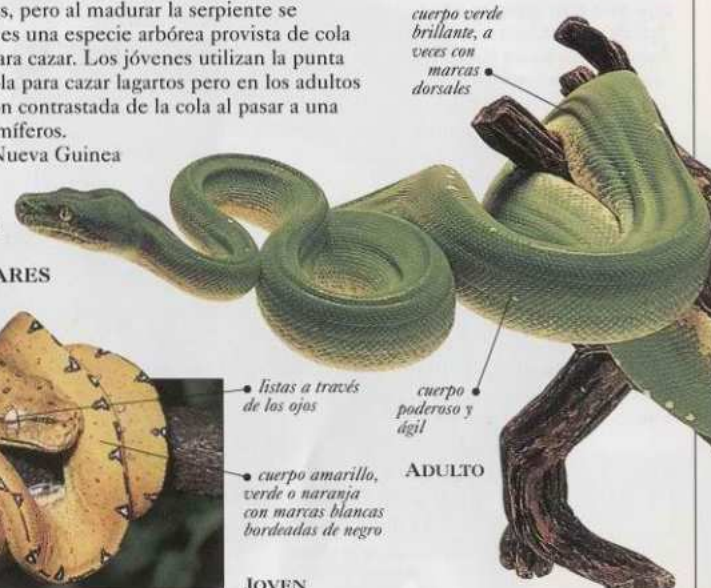 s, pero al madurar la serpiente se
es una especie arbórea provista de cola
ara cazar. Los jóvenes utilizan la punta
la para cazar lagartos pero en los adultos
n contrastada de la cola al pasar a una
míferos.
Nueva Guinea
cuerpo verde
brillante, a
veces con
marcas
dorsales
ARES
listas a través
de los ojos
cuerpo
poderoso y
ágil
ADULTO
cuerpo amarillo,
verde o naranja
con marcas blancas
bordeadas de negro
JOVEN